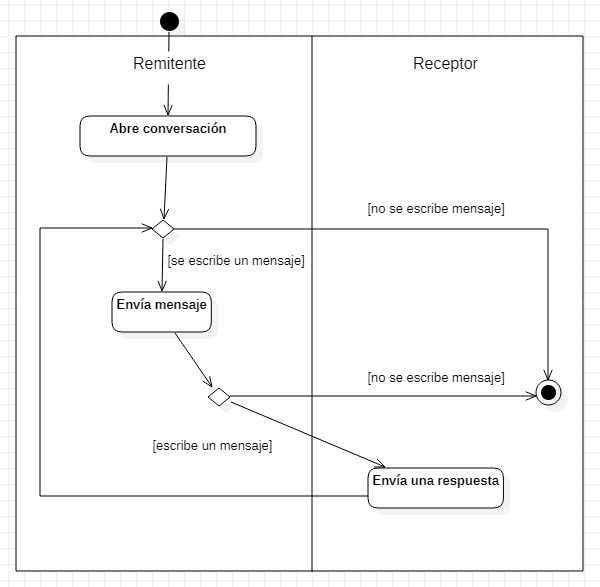 Remitente
Receptor
Abre conversación
[no se escribe mensaje]
[se escribe un mensaje]
Envía mensaje
[no se escribe mensaje]
[escribe un mensaje]
Envía una respuesta